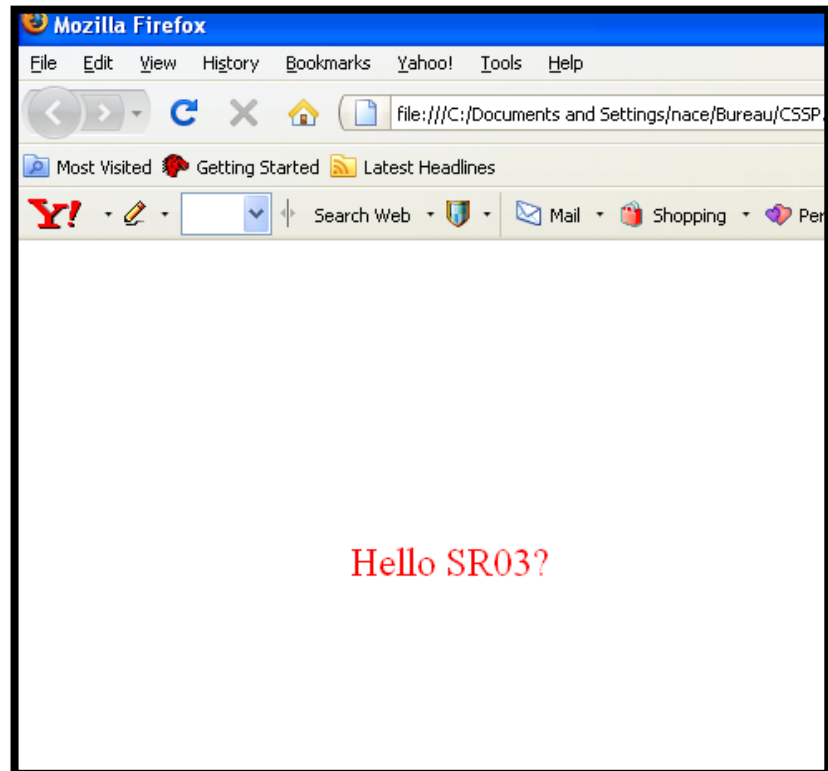 Mozilla Firefox
File Edit View History Bookmarks Yahoo! Tools Help
file:///C:/Documents and Settings/nace/Bureau/CSSP.
Most Visited Getting Started Latest Headlines
Y! Search Web Mail Shopping Per
Hello SR03?